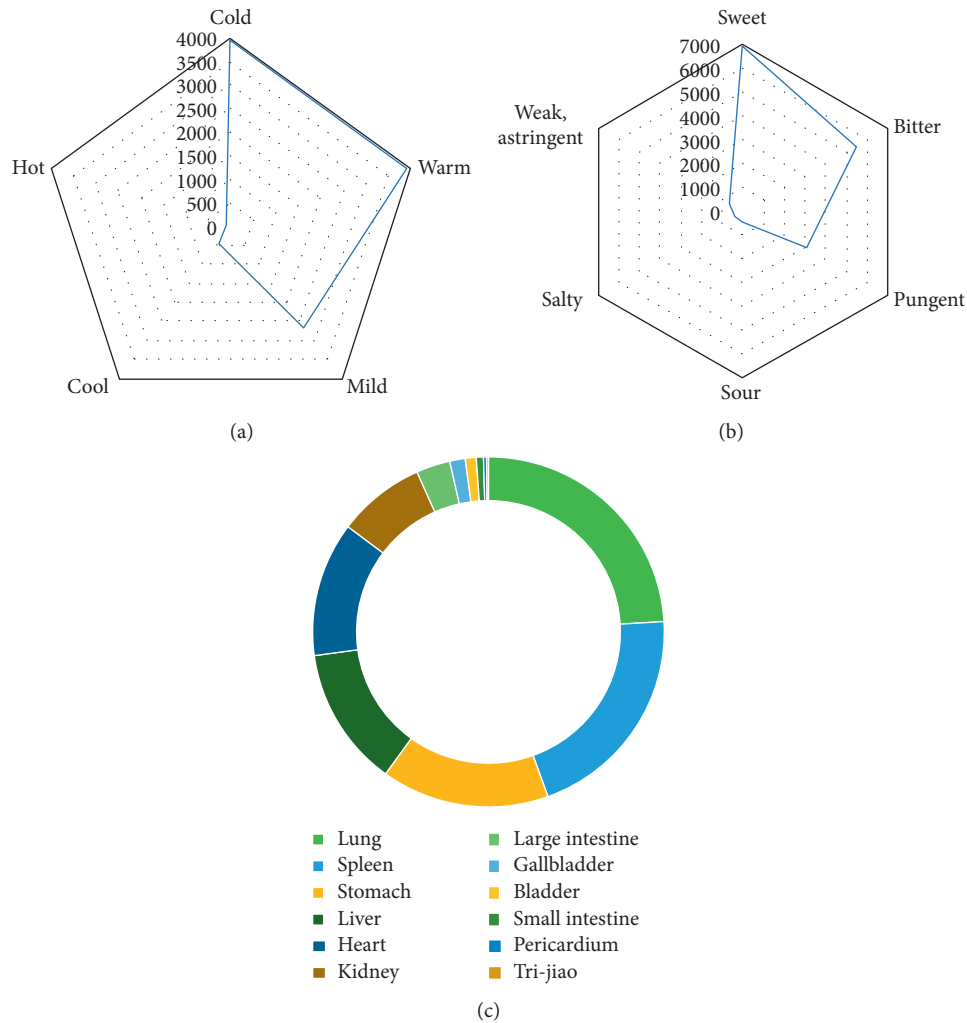 Cold
4000
3500
3000
2500
2000
1500
1000
500
0
Hot
Warm
Cool
Mild
(a)
Sweet
7000
6000
5000
4000
3000
2000
1000
0
Weak,
astringent
Bitter
Salty
Pungent
Sour
(b)
Lung
Spleen
Stomach
Liver
Heart
Kidney
Large intestine
Gallbladder
Bladder
Small intestine
Pericardium
Tri-jiao
(c)